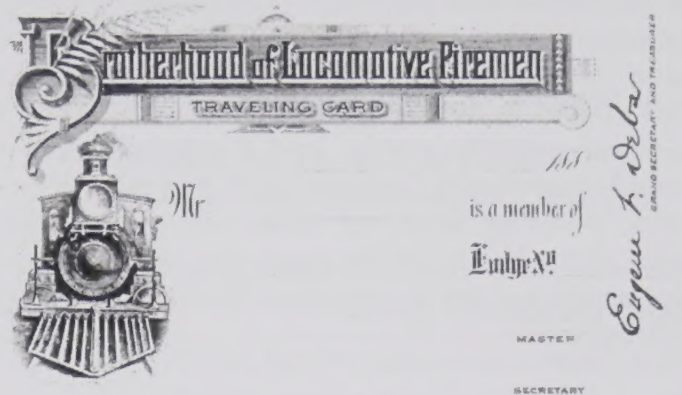 The Brotherhood of Locomotive Firemen
TRAVELING CARD
188
Mr
is a member of
Lodge No
MASTER
SECRETARY
Eugene V. Debs
GRAND SECRETARY AND TREASURER